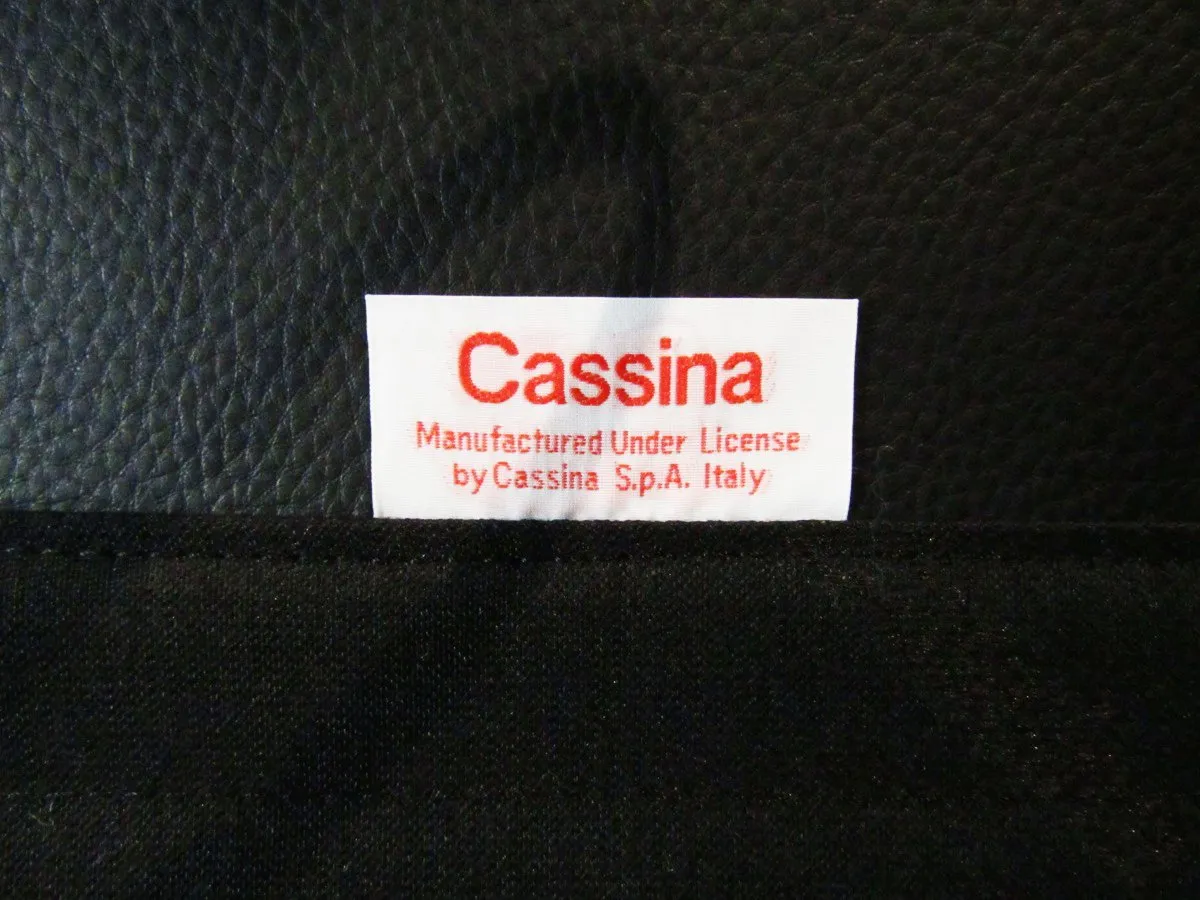 Cassina
Manufactured Under License
by Cassina S.p.A. Italy